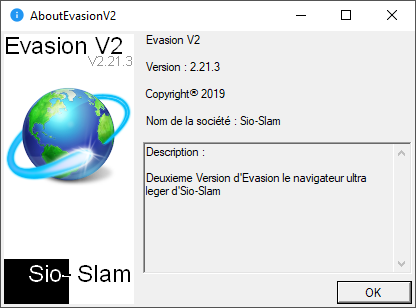 AboutEvasionV2
Evasion V2
V2.21.3
Sio- Slam
Evasion V2
Version : 2.21.3
Copyright® 2019
Nom de la société : Sio-Slam
Description :
Deuxieme Version d'Evasion le navigateur ultra
leger d'Sio-Slam
OK